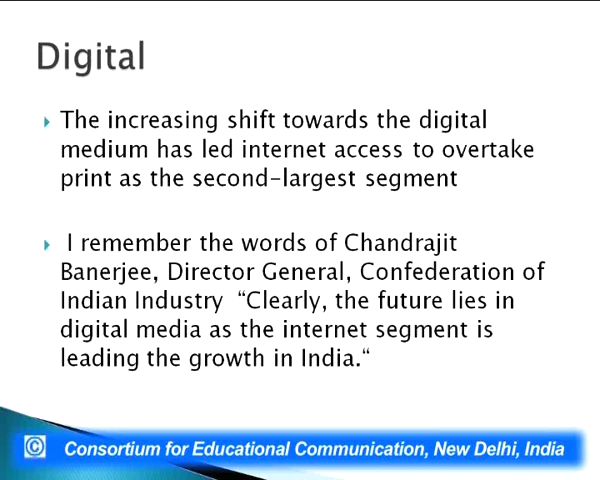 Digital
The increasing shift towards the digital
medium has led internet access to overtake
print as the second-largest segment
I remember the words of Chandrajit
Banerjee, Director General, Confederation of
Indian Industry “Clearly, the future lies in
digital media as the internet segment is
leading the growth in India.“
© Consortium for Educational Communication, New Delhi, India